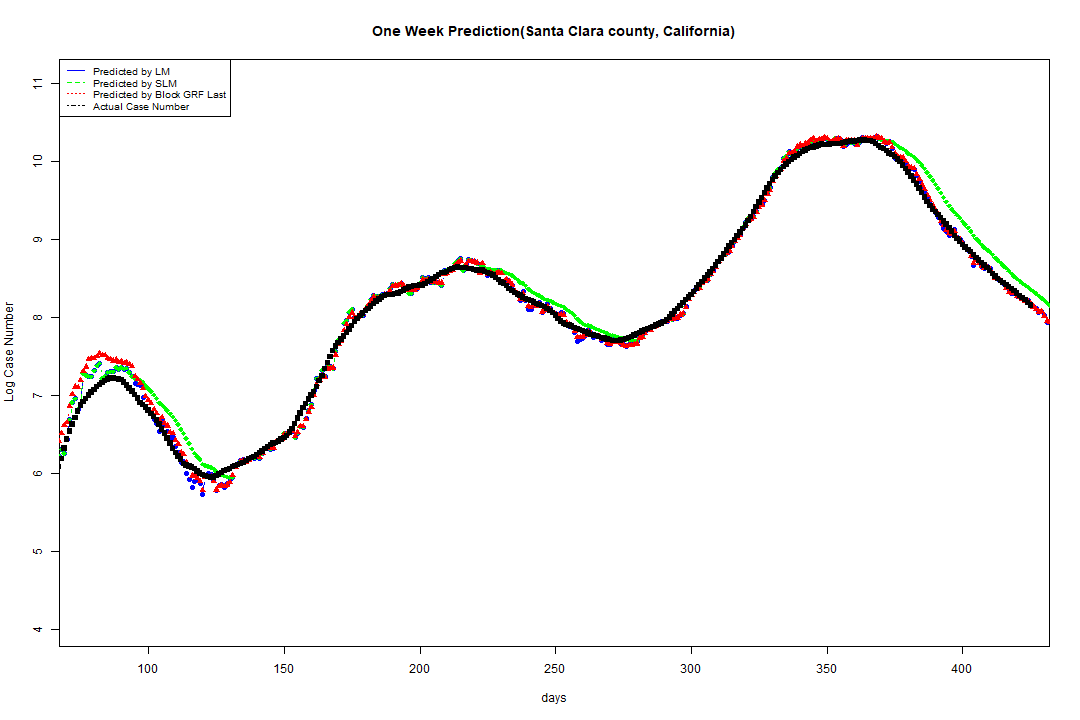 One Week Prediction(Santa Clara county, California)
Predicted by LM
Predicted by SLM
Predicted by Block GRF Last
Actual Case Number
11
10
9
8
7
6
5
4
Log Case Number
100 150 200 250 300 350 400
days